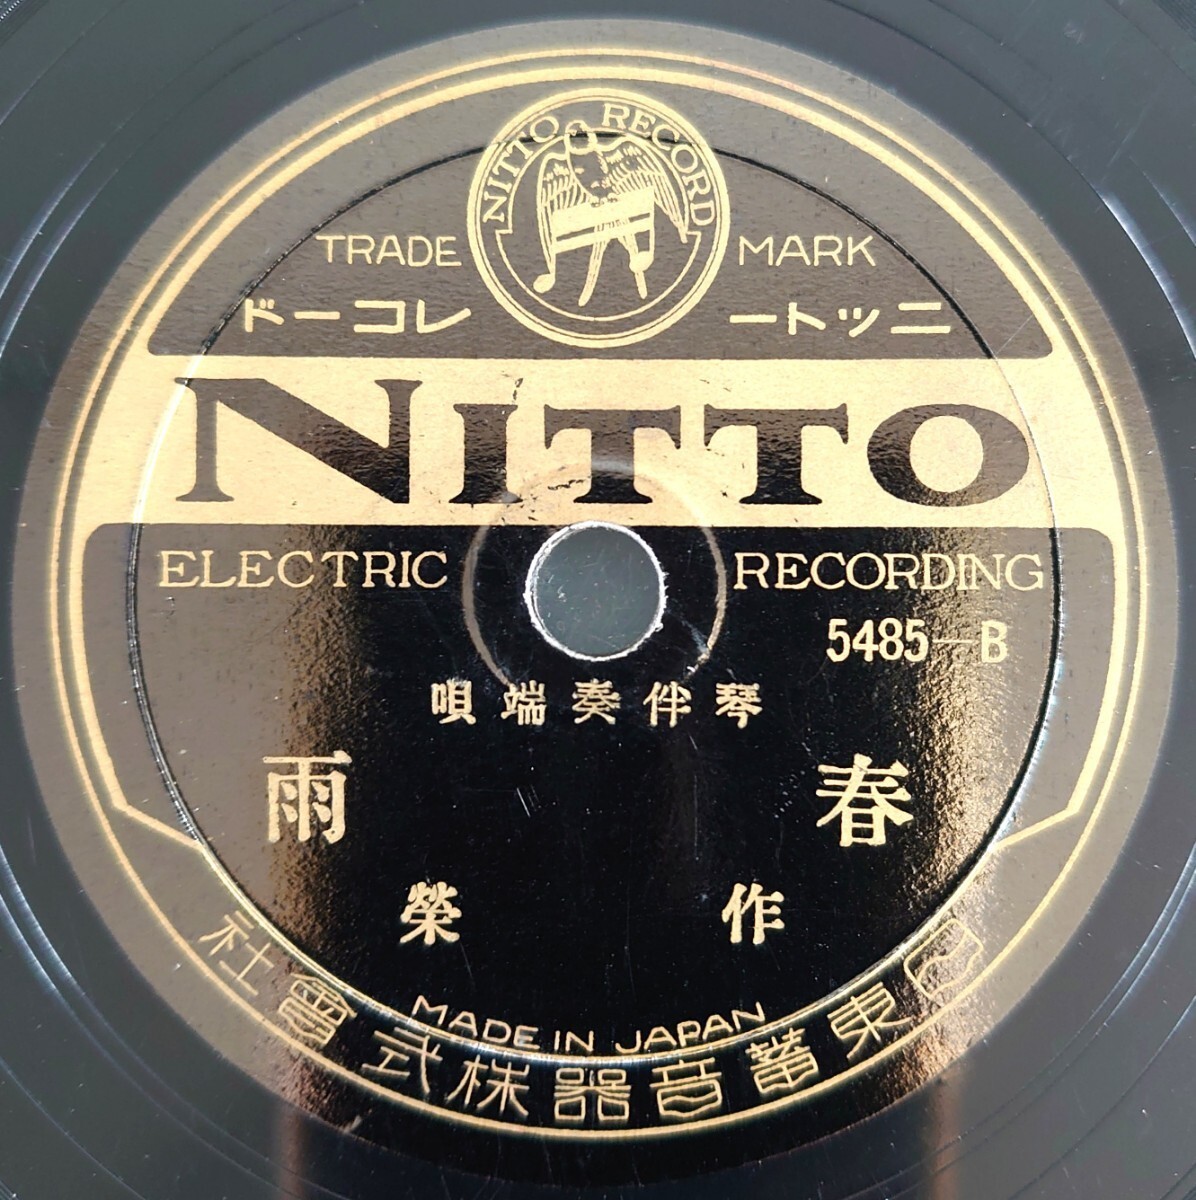 NITTO RECORD
TRADE MARK
ニットーレコード
NITTO
ELECTRIC RECORDING
5485-B
琴伴奏端唄
春雨
作榮
MADE IN JAPAN
日東蓄音器株式會社